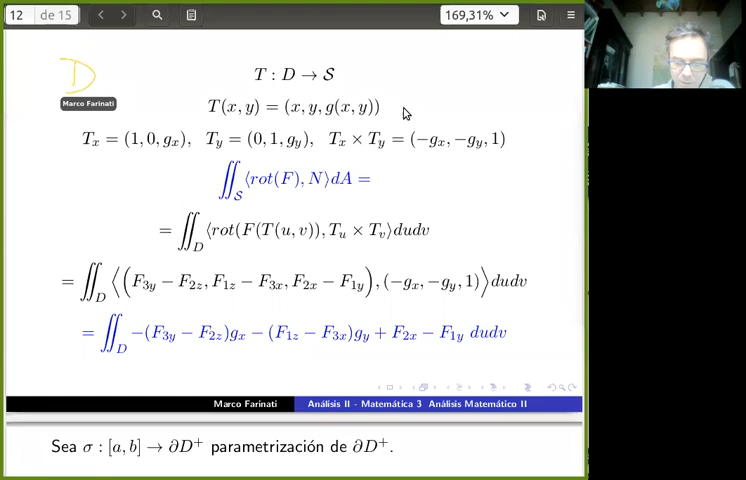 12 de 15 169,31%
D
Marco Farinati
T : D → 𝒮
T(x, y) = (x, y, g(x, y))
T_x = (1, 0, g_x), T_y = (0, 1, g_y), T_x × T_y = (−g_x, −g_y, 1)
∬_𝒮 ⟨rot(F), N⟩dA =
= ∬_D ⟨rot(F(T(u, v)), T_u × T_v⟩dudv
= ∬_D ⟨(F_{3y} − F_{2z}, F_{1z} − F_{3x}, F_{2x} − F_{1y}), (−g_x, −g_y, 1)⟩dudv
= ∬_D −(F_{3y} − F_{2z})g_x − (F_{1z} − F_{3x})g_y + F_{2x} − F_{1y} dudv
Marco Farinati Análisis II - Matemática 3 Análisis Matemático II
Sea σ : [a, b] → ∂D⁺ parametrización de ∂D⁺.